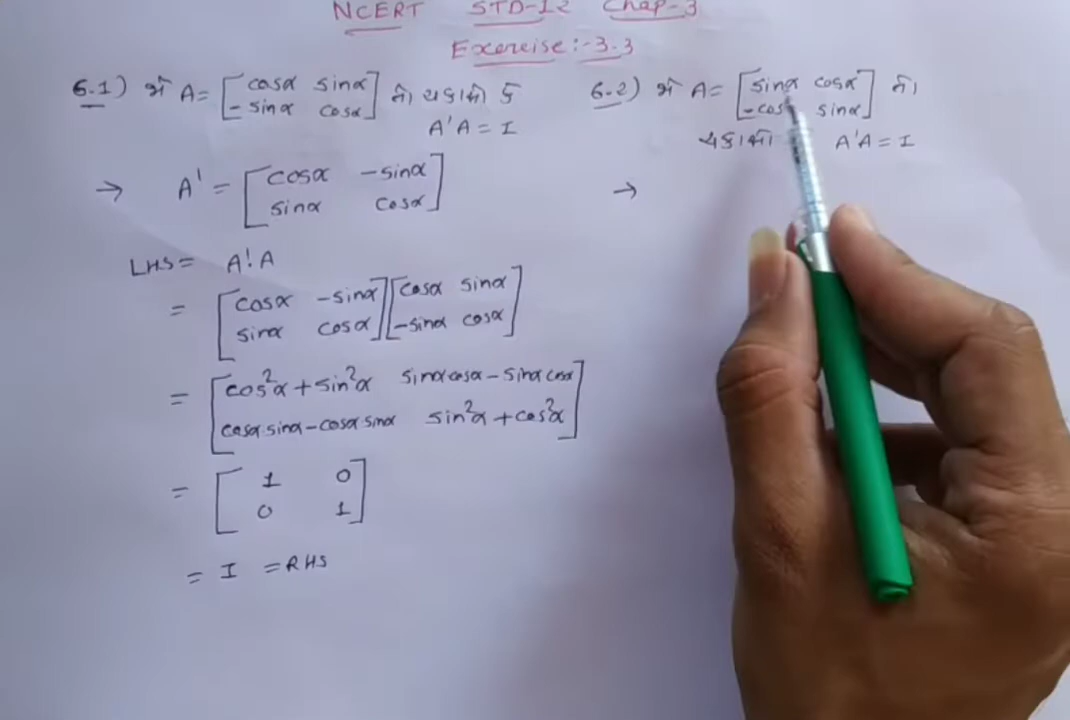 NCERT STD-12 Chap-3
Exercise:-3.3
6.1) જો A = [cosα sinα
-sinα cosα] તો ચકાસો કે
A'A = I
→ A' = [cosα -sinα
sinα cosα]
LHS = A'.A
= [cosα -sinα] [cosα sinα]
[sinα cosα] [-sinα cosα]
= [cos²α + sin²α sinα cosα - sinα cosα
cosα.sinα - cosα sinα sin²α + cos²α]
= [1 0
0 1]
= I = RHS
6.2) જો A = [sinα cosα
-cos sinα] તો
ચકાસો A'A = I
→